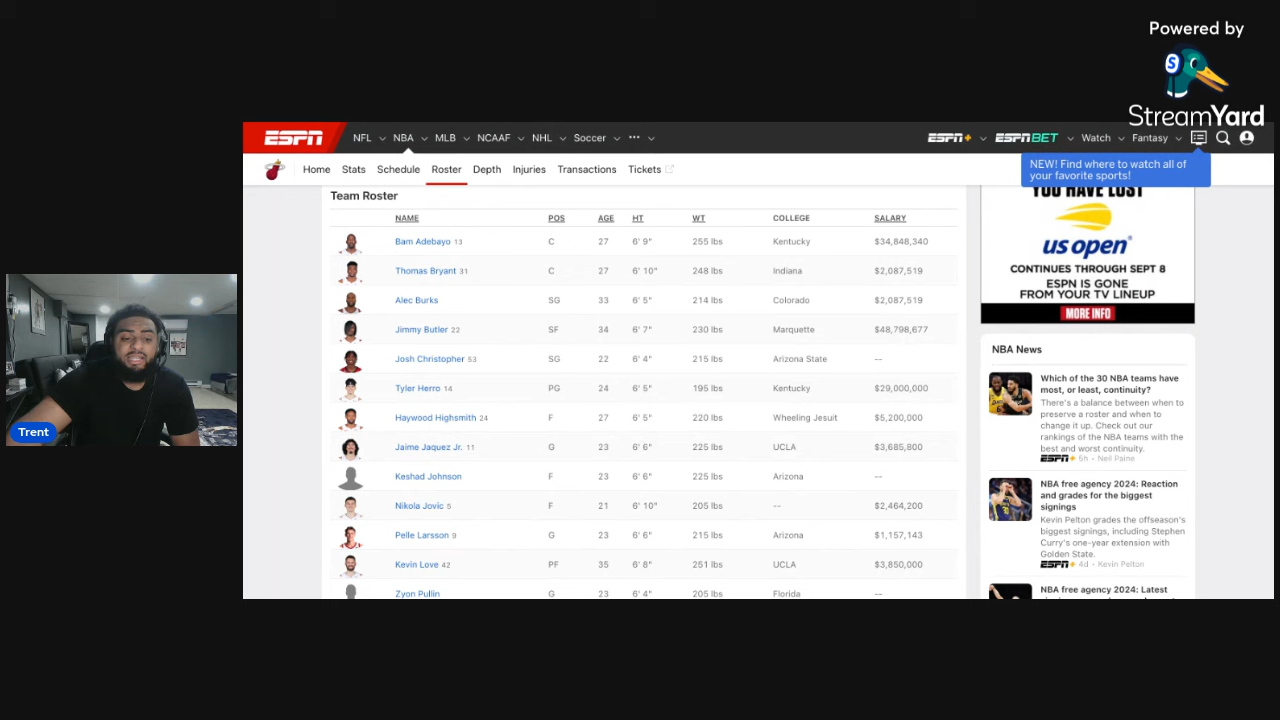 Powered by
StreamYard
ESPN NFL NBA MLB NCAAF NHL Soccer ••• ESPN+ ESPN BET Watch Fantasy
NEW! Find where to watch all of
your favorite sports!
Home Stats Schedule Roster Depth Injuries Transactions Tickets
Team Roster
NAME POS AGE HT WT COLLEGE SALARY
Bam Adebayo 13 C 27 6' 9" 255 lbs Kentucky $34,848,340
Thomas Bryant 31 C 27 6' 10" 248 lbs Indiana $2,087,519
Alec Burks SG 33 6' 5" 214 lbs Colorado $2,087,519
Jimmy Butler 22 SF 34 6' 7" 230 lbs Marquette $48,798,677
Josh Christopher 53 SG 22 6' 4" 215 lbs Arizona State --
Tyler Herro 14 PG 24 6' 5" 195 lbs Kentucky $29,000,000
Haywood Highsmith 24 F 27 6' 5" 220 lbs Wheeling Jesuit $5,200,000
Jaime Jaquez Jr. 11 G 23 6' 6" 225 lbs UCLA $3,685,800
Keshad Johnson F 23 6' 6" 225 lbs Arizona --
Nikola Jovic 5 F 21 6' 10" 205 lbs -- $2,464,200
Pelle Larsson 9 G 23 6' 6" 215 lbs Arizona $1,157,143
Kevin Love 42 PF 35 6' 8" 251 lbs UCLA $3,850,000
Zyon Pullin G 23 6' 4" 205 lbs Florida --
YOU HAVE LOST
us open
CONTINUES THROUGH SEPT 8
ESPN IS GONE
FROM YOUR TV LINEUP
MORE INFO
NBA News
Which of the 30 NBA teams have
most, or least, continuity?
There's a balance between when to
preserve a roster and when to
change it up. Check out our
rankings of the NBA teams with the
best and worst continuity.
ESPN+ 5h • Neil Paine
NBA free agency 2024: Reaction
and grades for the biggest
signings
Kevin Pelton grades the offseason's
biggest signings, including Stephen
Curry's one-year extension with
Golden State.
ESPN+ 4d • Kevin Pelton
NBA free agency 2024: Latest
Trent